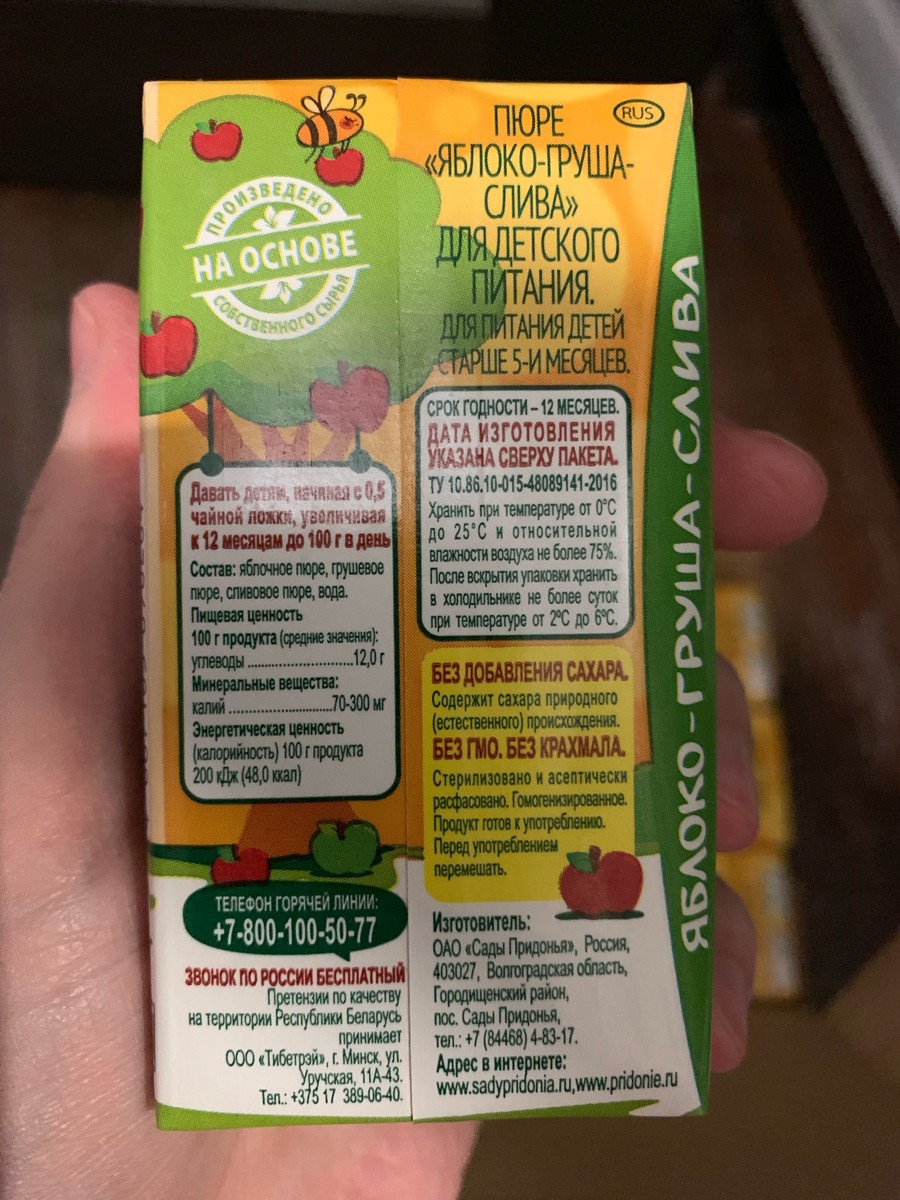 ПРОИЗВЕДЕНО
НА ОСНОВЕ
СОБСТВЕННОГО СЫРЬЯ
Давать детям, начиная с 0,5
чайной ложки, увеличивая
к 12 месяцам до 100 г в день
Состав: яблочное пюре, грушевое
пюре, сливовое пюре, вода.
Пищевая ценность
100 г продукта (средние значения):
углеводы ..........................12,0 г
Минеральные вещества:
калий .........................70-300 мг
Энергетическая ценность
(калорийность) 100 г продукта
200 кДж (48,0 ккал)
ТЕЛЕФОН ГОРЯЧЕЙ ЛИНИИ:
+7-800-100-50-77
ЗВОНОК ПО РОССИИ БЕСПЛАТНЫЙ
Претензии по качеству
на территории Республики Беларусь
принимает
ООО «Тибетрэй», г. Минск, ул.
Уручская, 11А-43.
Тел.: +375 17 389-06-40.
RUS
ПЮРЕ
«ЯБЛОКО-ГРУША-
СЛИВА»
ДЛЯ ДЕТСКОГО
ПИТАНИЯ.
ДЛЯ ПИТАНИЯ ДЕТЕЙ
СТАРШЕ 5-И МЕСЯЦЕВ.
СРОК ГОДНОСТИ – 12 МЕСЯЦЕВ.
ДАТА ИЗГОТОВЛЕНИЯ
УКАЗАНА СВЕРХУ ПАКЕТА.
ТУ 10.86.10-015-48089141-2016
Хранить при температуре от 0°С
до 25°С и относительной
влажности воздуха не более 75%.
После вскрытия упаковки хранить
в холодильнике не более суток
при температуре от 2°С до 6°С.
БЕЗ ДОБАВЛЕНИЯ САХАРА.
Содержит сахара природного
(естественного) происхождения.
БЕЗ ГМО. БЕЗ КРАХМАЛА.
Стерилизовано и асептически
расфасовано. Гомогенизированное.
Продукт готов к употреблению.
Перед употреблением
перемешать.
Изготовитель:
ОАО «Сады Придонья», Россия,
403027, Волгоградская область,
Городищенский район,
пос. Сады Придонья,
тел.: +7 (84468) 4-83-17.
Адрес в интернете:
www.sadypridonia.ru,www.pridonie.ru
ЯБЛОКО-ГРУША-СЛИВА